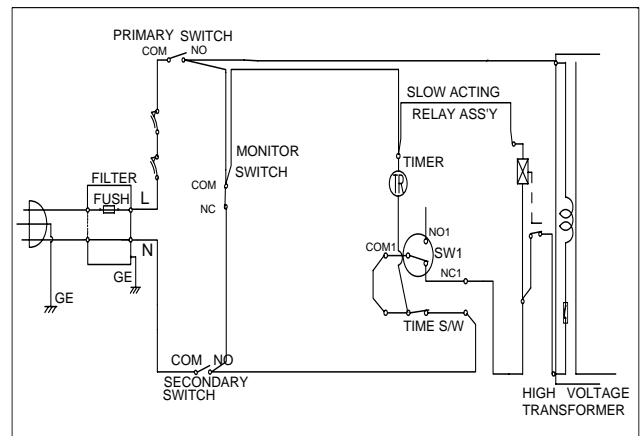 PRIMARY SWITCH
COM NO
SLOW ACTING
RELAY ASS'Y
MONITOR
SWITCH
TIMER
FILTER
FUSH
L
COM
TR
NC
NO1
COM1
SW1
N
GE
NC1
GE
TIME S/W
COM NO
SECONDARY
SWITCH
HIGH VOLTAGE
TRANSFORMER